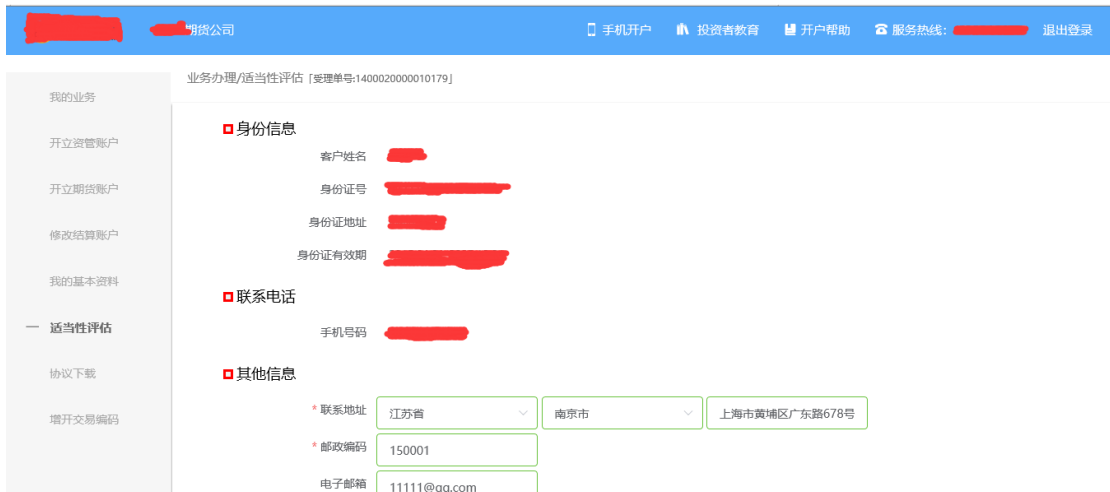 期货公司 手机开户 投资者教育 开户帮助 服务热线: 退出登录
业务办理/适当性评估「受理单号:1400020000010179」
我的业务
开立资管账户
开立期货账户
修改结算账户
我的基本资料
适当性评估
协议下载
增开交易编码
身份信息
客户姓名
身份证号
身份证地址
身份证有效期
联系电话
手机号码
其他信息
* 联系地址 江苏省 南京市 上海市黄埔区广东路678号
* 邮政编码 150001
电子邮箱 11111@qq.com